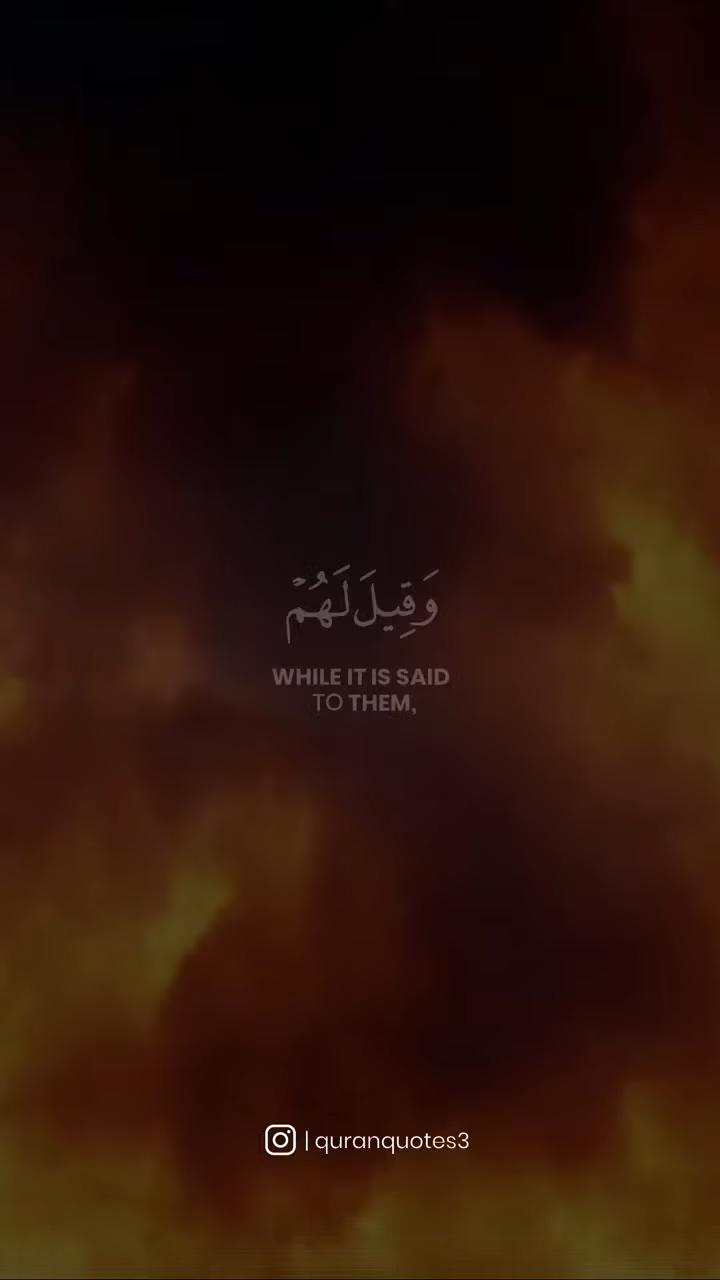 وَقِيلَ لَهُمْ
WHILE IT IS SAID
TO THEM,
| quranquotes3